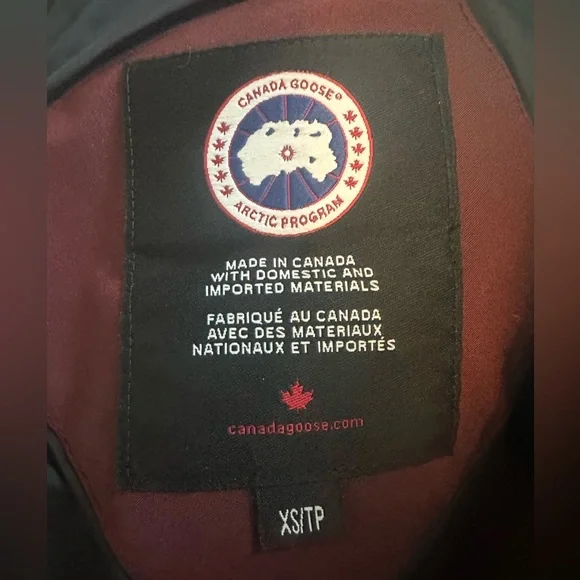 CANADA GOOSE®
ARCTIC PROGRAM
MADE IN CANADA
WITH DOMESTIC AND
IMPORTED MATERIALS
FABRIQUÉ AU CANADA
AVEC DES MATERIAUX
NATIONAUX ET IMPORTÉS
canadagoose.com
XS/TP